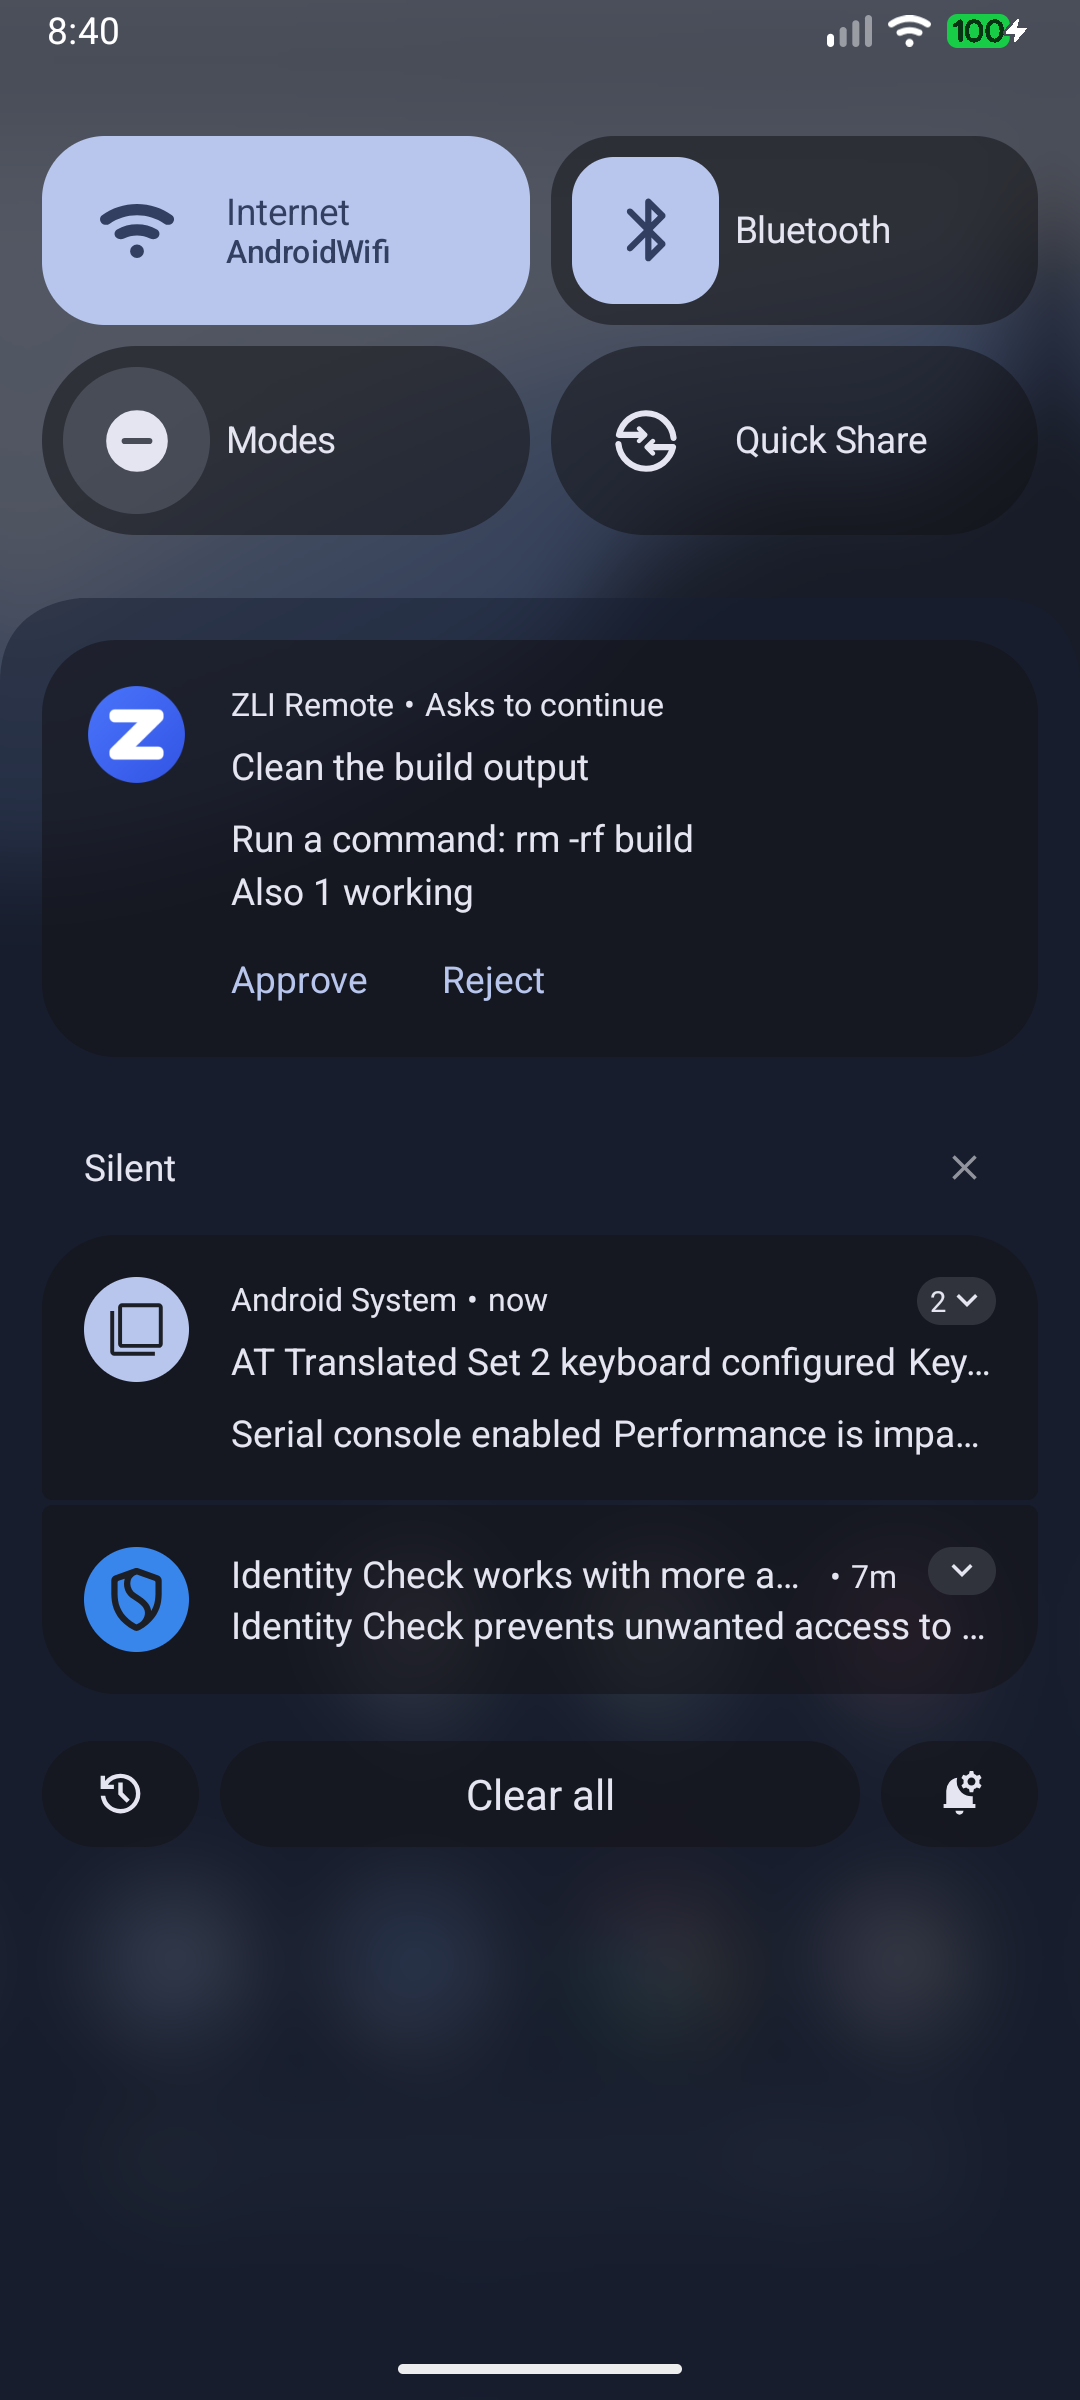 8:40
100
Internet
AndroidWifi
Bluetooth
Modes
Quick Share
ZLI Remote • Asks to continue
Clean the build output
Run a command: rm -rf build
Also 1 working
Approve Reject
Silent
Android System • now
2
AT Translated Set 2 keyboard configured Key…
Serial console enabled Performance is impa…
Identity Check works with more a… • 7m
Identity Check prevents unwanted access to …
Clear all